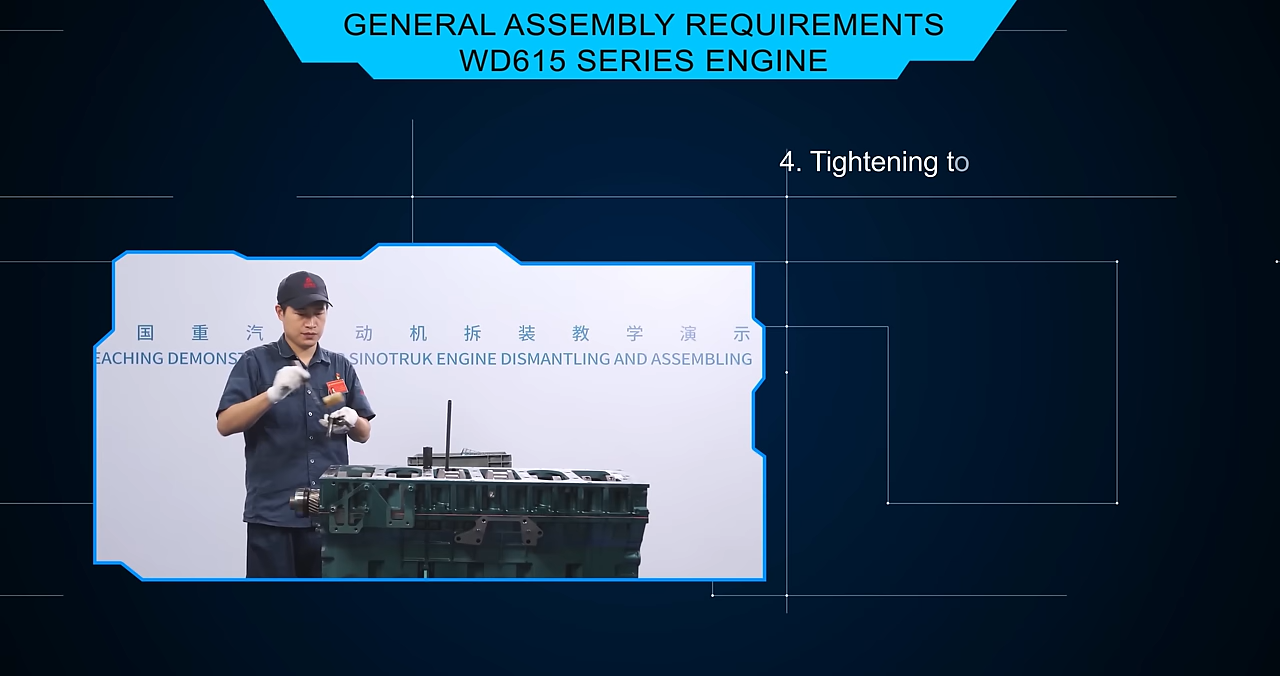 GENERAL ASSEMBLY REQUIREMENTS
WD615 SERIES ENGINE
4. Tightening to
国 重 汽 动 机 拆 装 教 学 演 示
EACHING DEMONST SINOTRUK ENGINE DISMANTLING AND ASSEMBLING